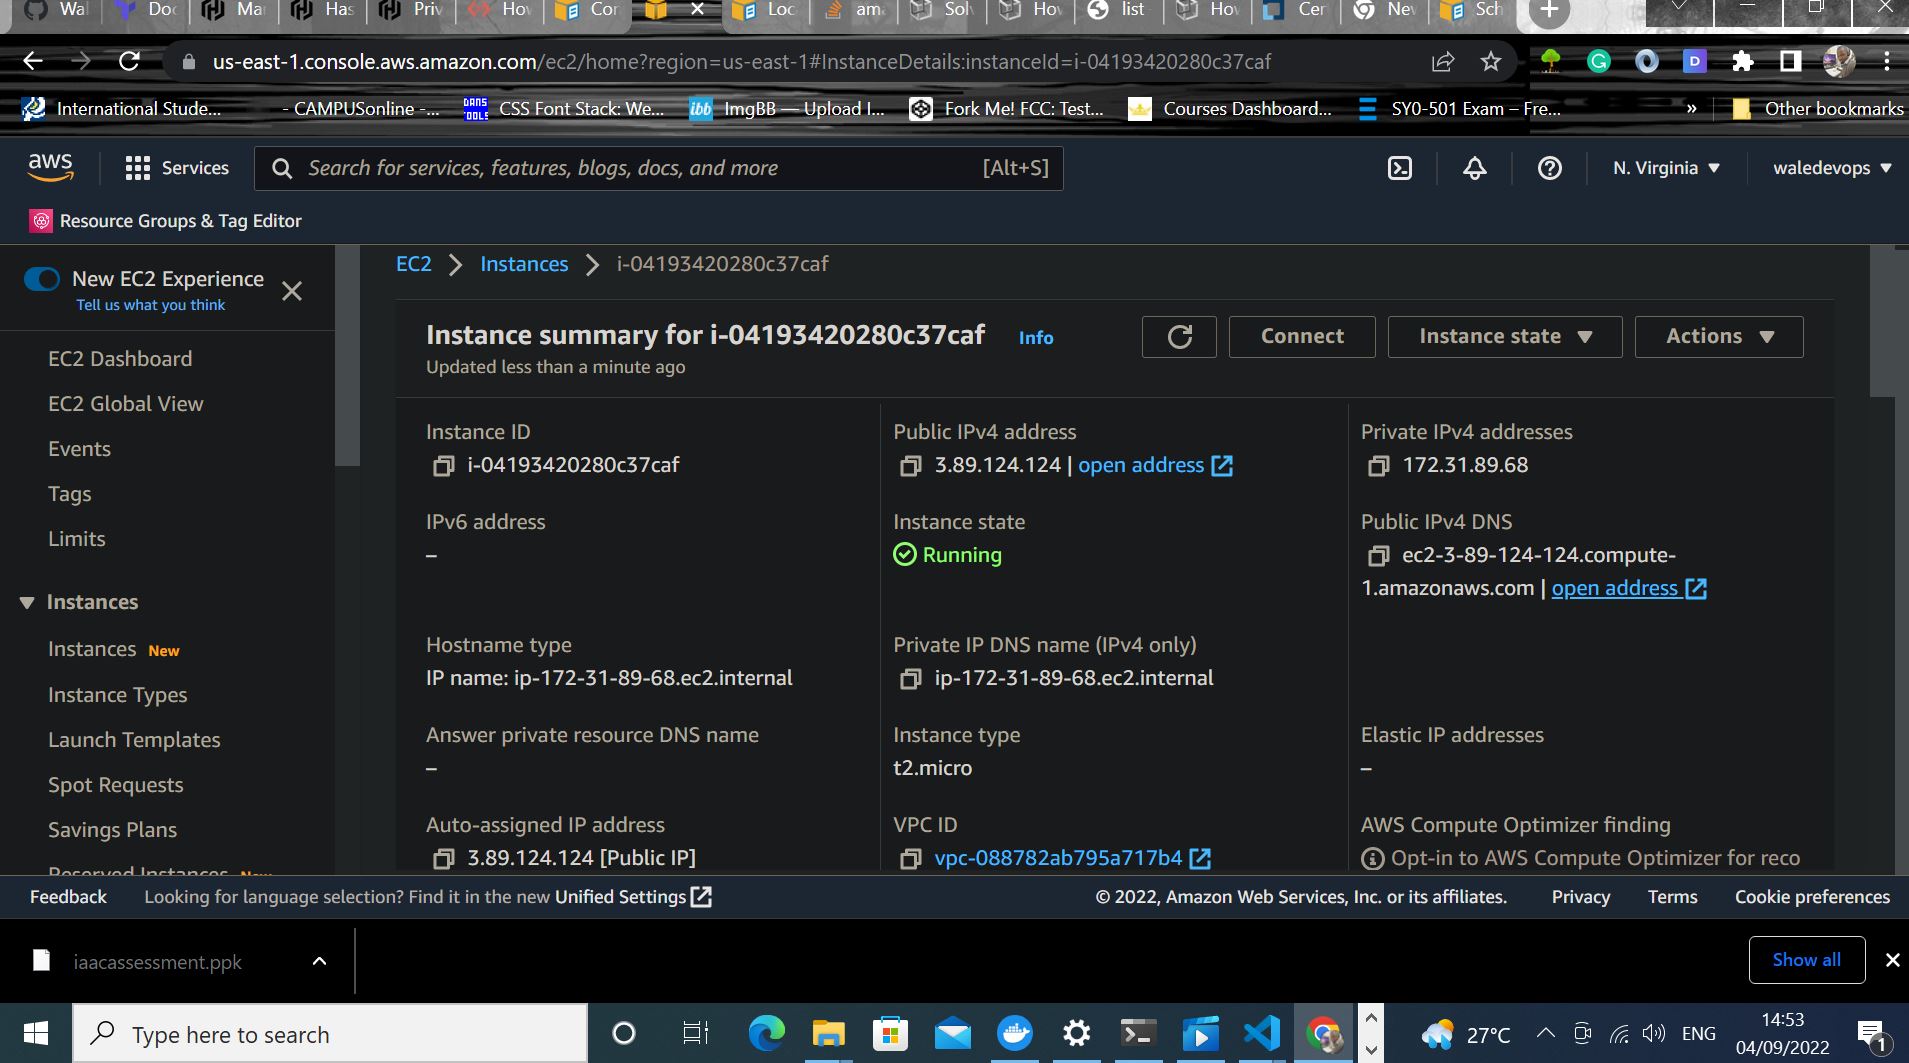 Wal
Doc
Mar
Has
Priv
Hov
Cor
Loc
ama
Solv
Hov
list
Hov
Cer
Nev
Sch
us-east-1.console.aws.amazon.com/ec2/home?region=us-east-1#InstanceDetails:instanceId=i-04193420280c37caf
International Stude...
- CAMPUSonline -...
CSS Font Stack: We...
ibb ImgBB — Upload I...
Fork Me! FCC: Test...
Courses Dashboard...
SY0-501 Exam – Fre...
»
Other bookmarks
aws
Services
Search for services, features, blogs, docs, and more [Alt+S]
N. Virginia
waledevops
Resource Groups & Tag Editor
New EC2 Experience
Tell us what you think
EC2 Dashboard
EC2 Global View
Events
Tags
Limits
Instances
Instances New
Instance Types
Launch Templates
Spot Requests
Savings Plans
Reserved Instances New
EC2 > Instances > i-04193420280c37caf
Instance summary for i-04193420280c37caf Info
Updated less than a minute ago
Connect
Instance state
Actions
Instance ID
i-04193420280c37caf
Public IPv4 address
3.89.124.124 | open address
Private IPv4 addresses
172.31.89.68
IPv6 address
–
Instance state
Running
Public IPv4 DNS
ec2-3-89-124-124.compute-
1.amazonaws.com | open address
Hostname type
IP name: ip-172-31-89-68.ec2.internal
Private IP DNS name (IPv4 only)
ip-172-31-89-68.ec2.internal
Answer private resource DNS name
–
Instance type
t2.micro
Elastic IP addresses
–
Auto-assigned IP address
3.89.124.124 [Public IP]
VPC ID
vpc-088782ab795a717b4
AWS Compute Optimizer finding
Opt-in to AWS Compute Optimizer for reco
Feedback
Looking for language selection? Find it in the new Unified Settings
© 2022, Amazon Web Services, Inc. or its affiliates.
Privacy
Terms
Cookie preferences
iaacassessment.ppk
Show all
Type here to search
27°C
ENG
14:53
04/09/2022
1